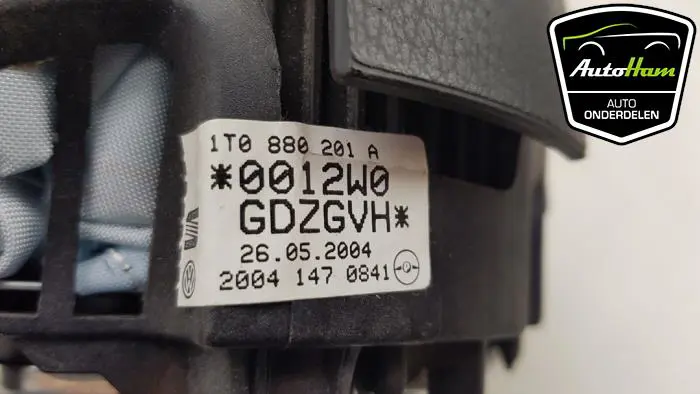 1T0 880 201 A
*0012W0
GDZGVH*
26.05.2004
2004 147 0841
AutoHam
AUTO
ONDERDELEN